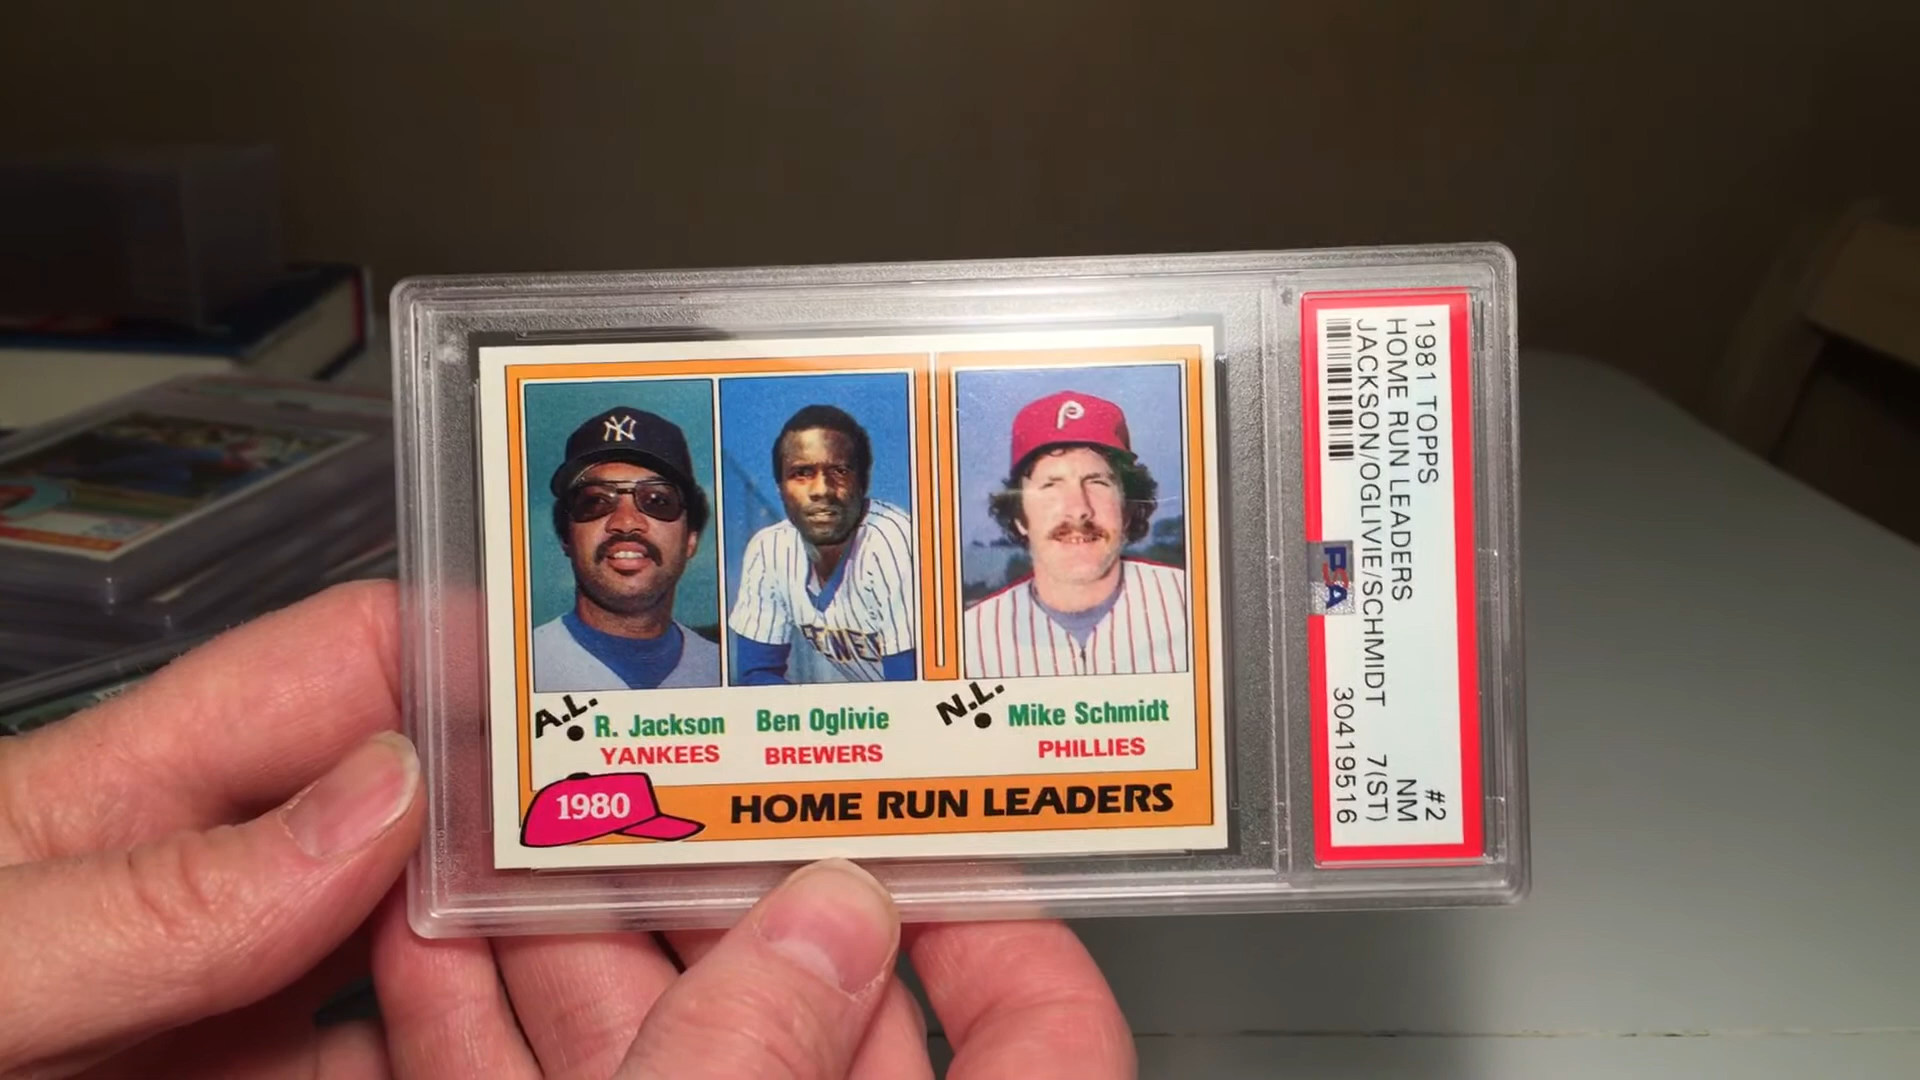 NY
P
A.L.
R. Jackson
YANKEES
Ben Oglivie
BREWERS
N.L.
Mike Schmidt
PHILLIES
1980
HOME RUN LEADERS
1981 TOPPS #2
HOME RUN LEADERS NM
JACKSON/OGLIVIE/SCHMIDT 7(ST)
30419516
PSA